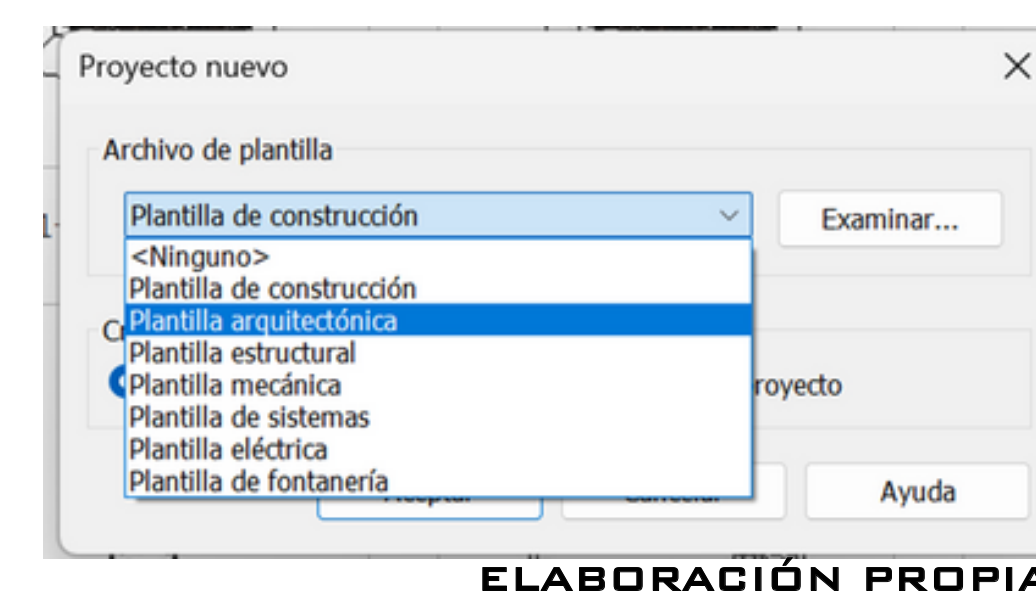 Proyecto nuevo
Archivo de plantilla
Plantilla de construcción
Examinar...
<Ninguno>
Plantilla de construcción
Plantilla arquitectónica
Plantilla estructural
Plantilla mecánica
Plantilla de sistemas
Plantilla eléctrica
Plantilla de fontanería
Ayuda
ELABORACIÓN PROPIA